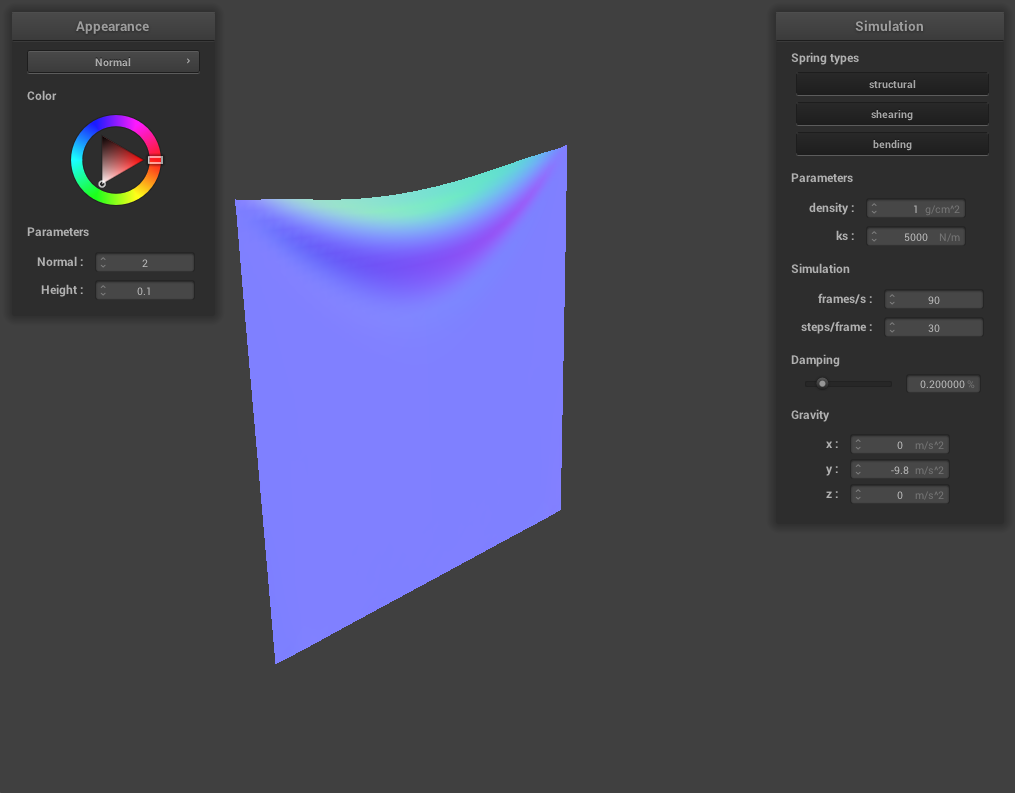 Appearance
Normal ›
Color
Parameters
Normal : 2
Height : 0.1
Simulation
Spring types
structural
shearing
bending
Parameters
density : 1 g/cm^2
ks : 5000 N/m
Simulation
frames/s : 90
steps/frame : 30
Damping
0.200000 %
Gravity
x : 0 m/s^2
y : -9.8 m/s^2
z : 0 m/s^2